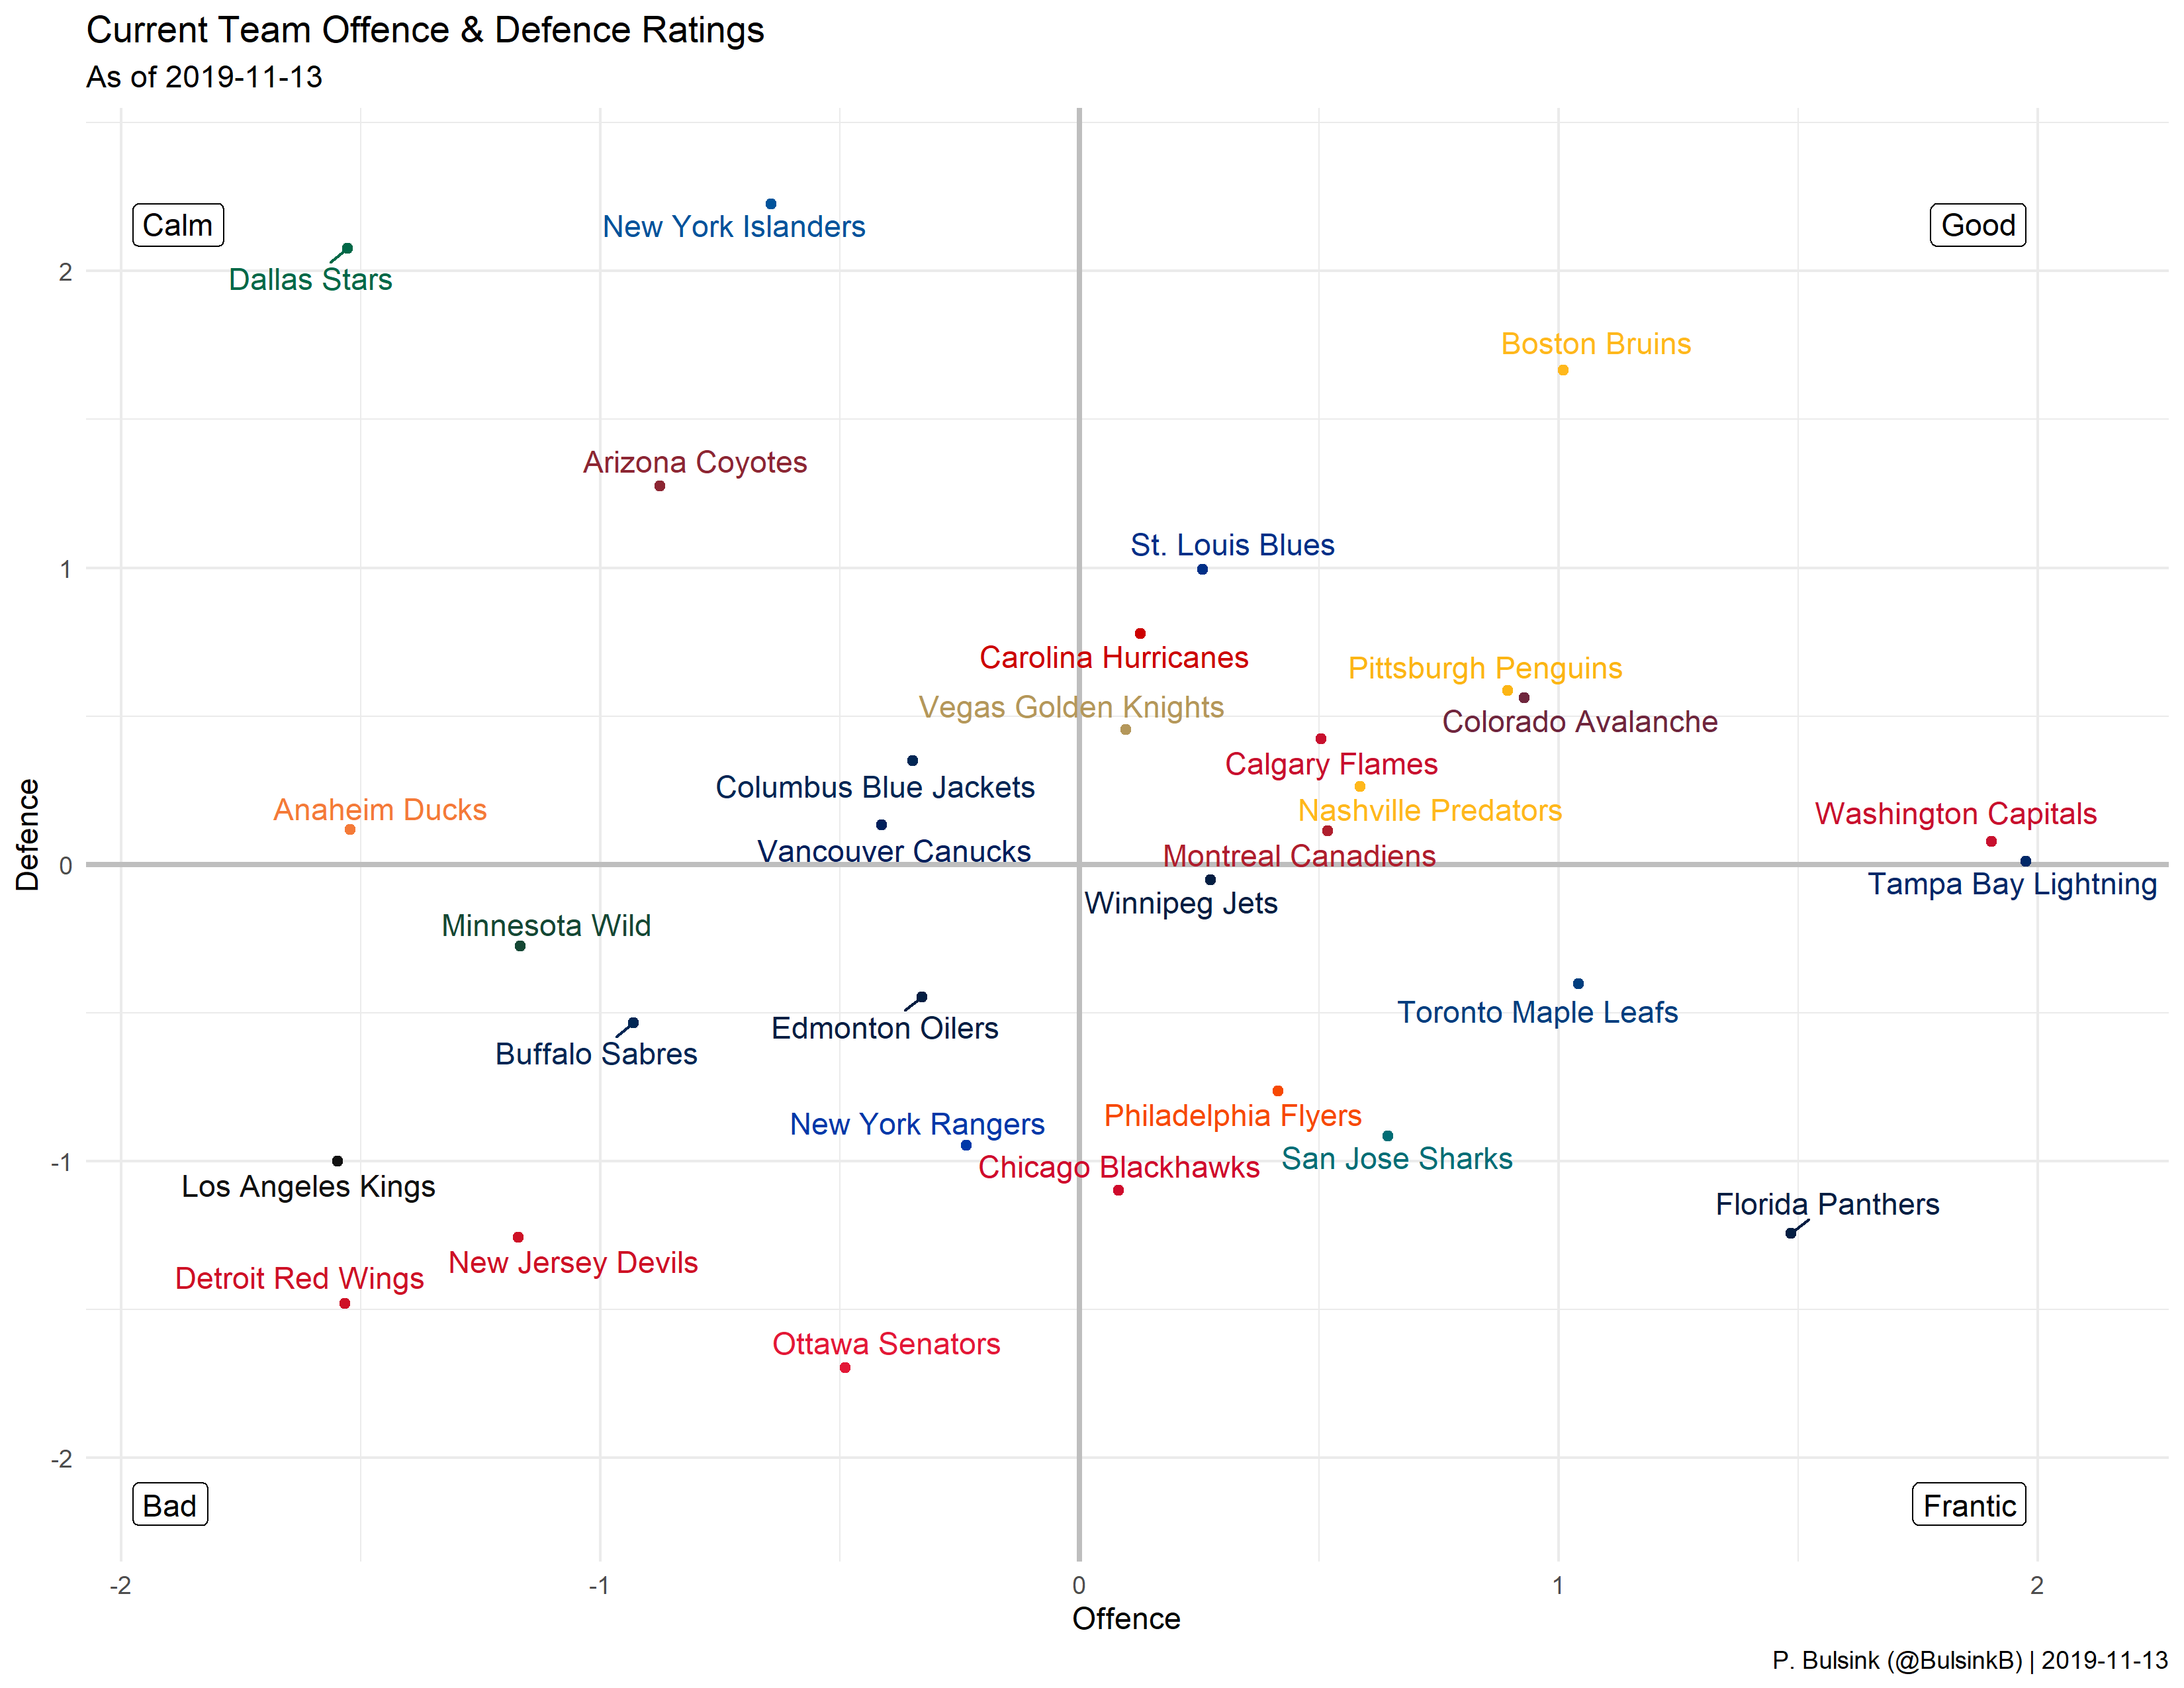 Current Team Offence & Defence Ratings
As of 2019-11-13
Calm
New York Islanders
Good
Dallas Stars
2
Boston Bruins
Arizona Coyotes
St. Louis Blues
1
Carolina Hurricanes
Pittsburgh Penguins
Vegas Golden Knights
Colorado Avalanche
Calgary Flames
Columbus Blue Jackets
Anaheim Ducks
Nashville Predators
Washington Capitals
Defence
Vancouver Canucks
Montreal Canadiens
0
Tampa Bay Lightning
Winnipeg Jets
Minnesota Wild
Toronto Maple Leafs
Edmonton Oilers
Buffalo Sabres
Philadelphia Flyers
New York Rangers
San Jose Sharks
-1
Chicago Blackhawks
Los Angeles Kings
Florida Panthers
New Jersey Devils
Detroit Red Wings
Ottawa Senators
-2
Bad
Frantic
-2
-1
0
1
2
Offence
P. Bulsink (@BulsinkB) | 2019-11-13